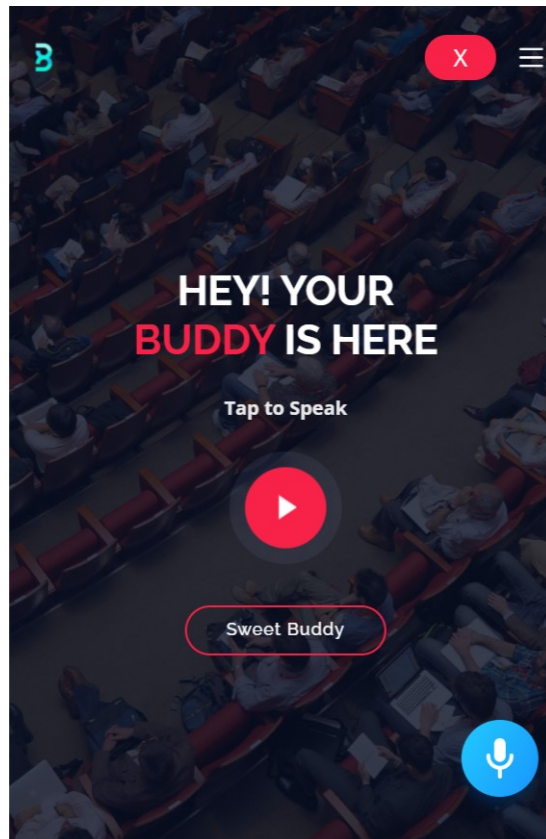 B
X
HEY! YOUR
BUDDY IS HERE
Tap to Speak
Sweet Buddy